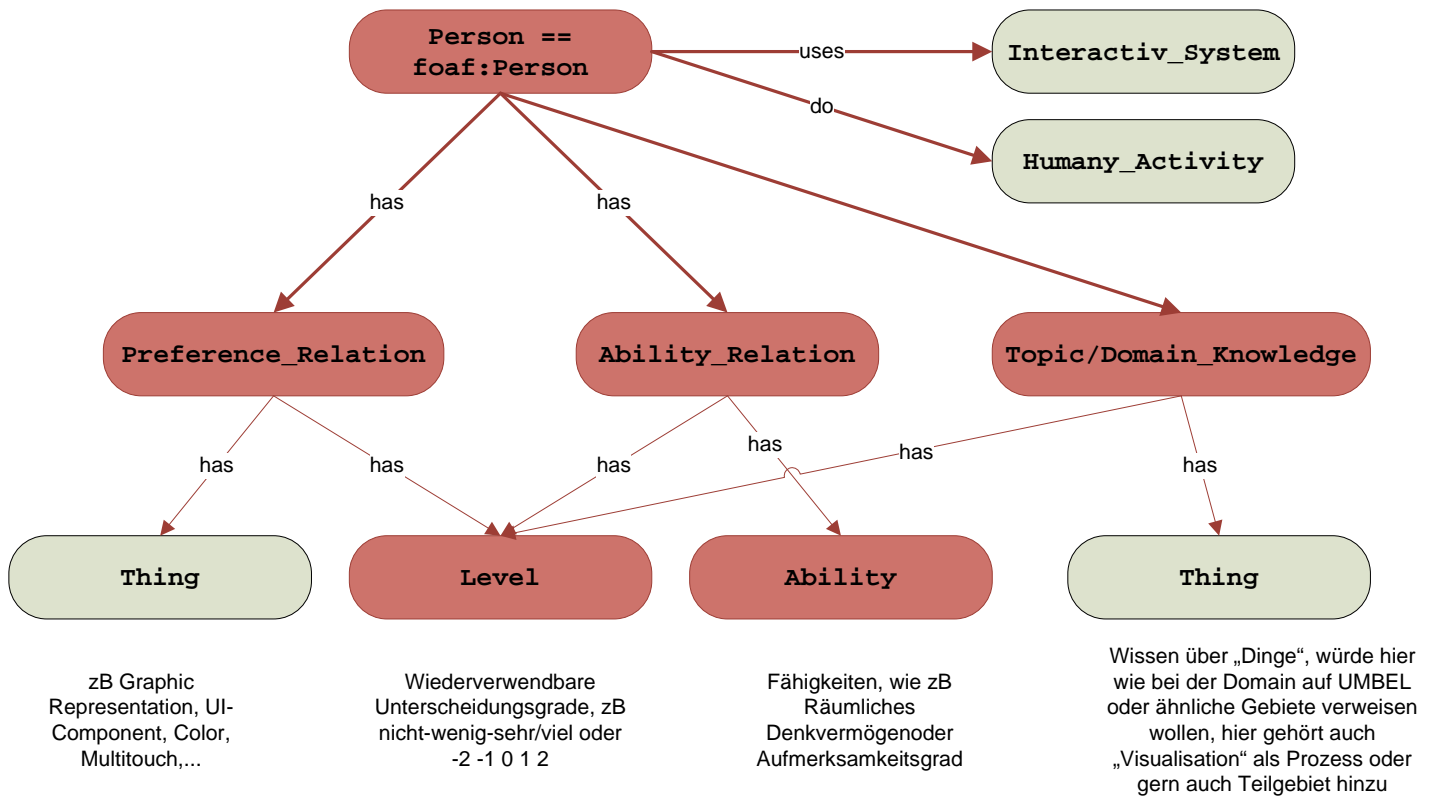 Person ==
foaf:Person
uses
Interactiv_System
do
Humany_Activity
has
has
Preference_Relation
Ability_Relation
Topic/Domain_Knowledge
has
has
has
has
has
has
Thing
Level
Ability
Thing
zB Graphic
Representation, UI-
Component, Color,
Multitouch,...
Wiederverwendbare
Unterscheidungsgrade, zB
nicht-wenig-sehr/viel oder
-2 -1 0 1 2
Fähigkeiten, wie zB
Räumliches
Denkvermögenoder
Aufmerksamkeitsgrad
Wissen über „Dinge“, würde hier
wie bei der Domain auf UMBEL
oder ähnliche Gebiete verweisen
wollen, hier gehört auch
„Visualisation“ als Prozess oder
gern auch Teilgebiet hinzu